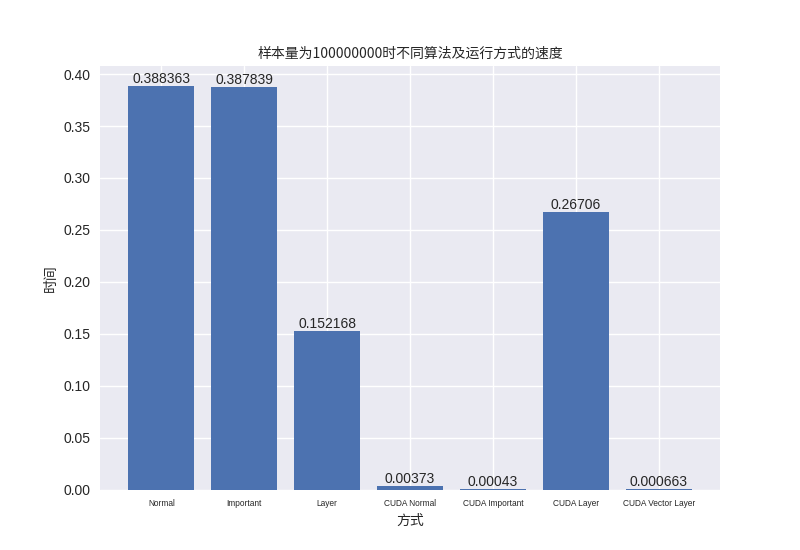 样本量为100000000时不同算法及运行方式的速度
0.40
0.35
0.30
0.25
0.20
0.15
0.10
0.05
0.00
时间
0.388363
0.387839
0.152168
0.00373
0.00043
0.26706
0.000663
Normal
Important
Layer
CUDA Normal
CUDA Important
CUDA Layer
CUDA Vector Layer
方式